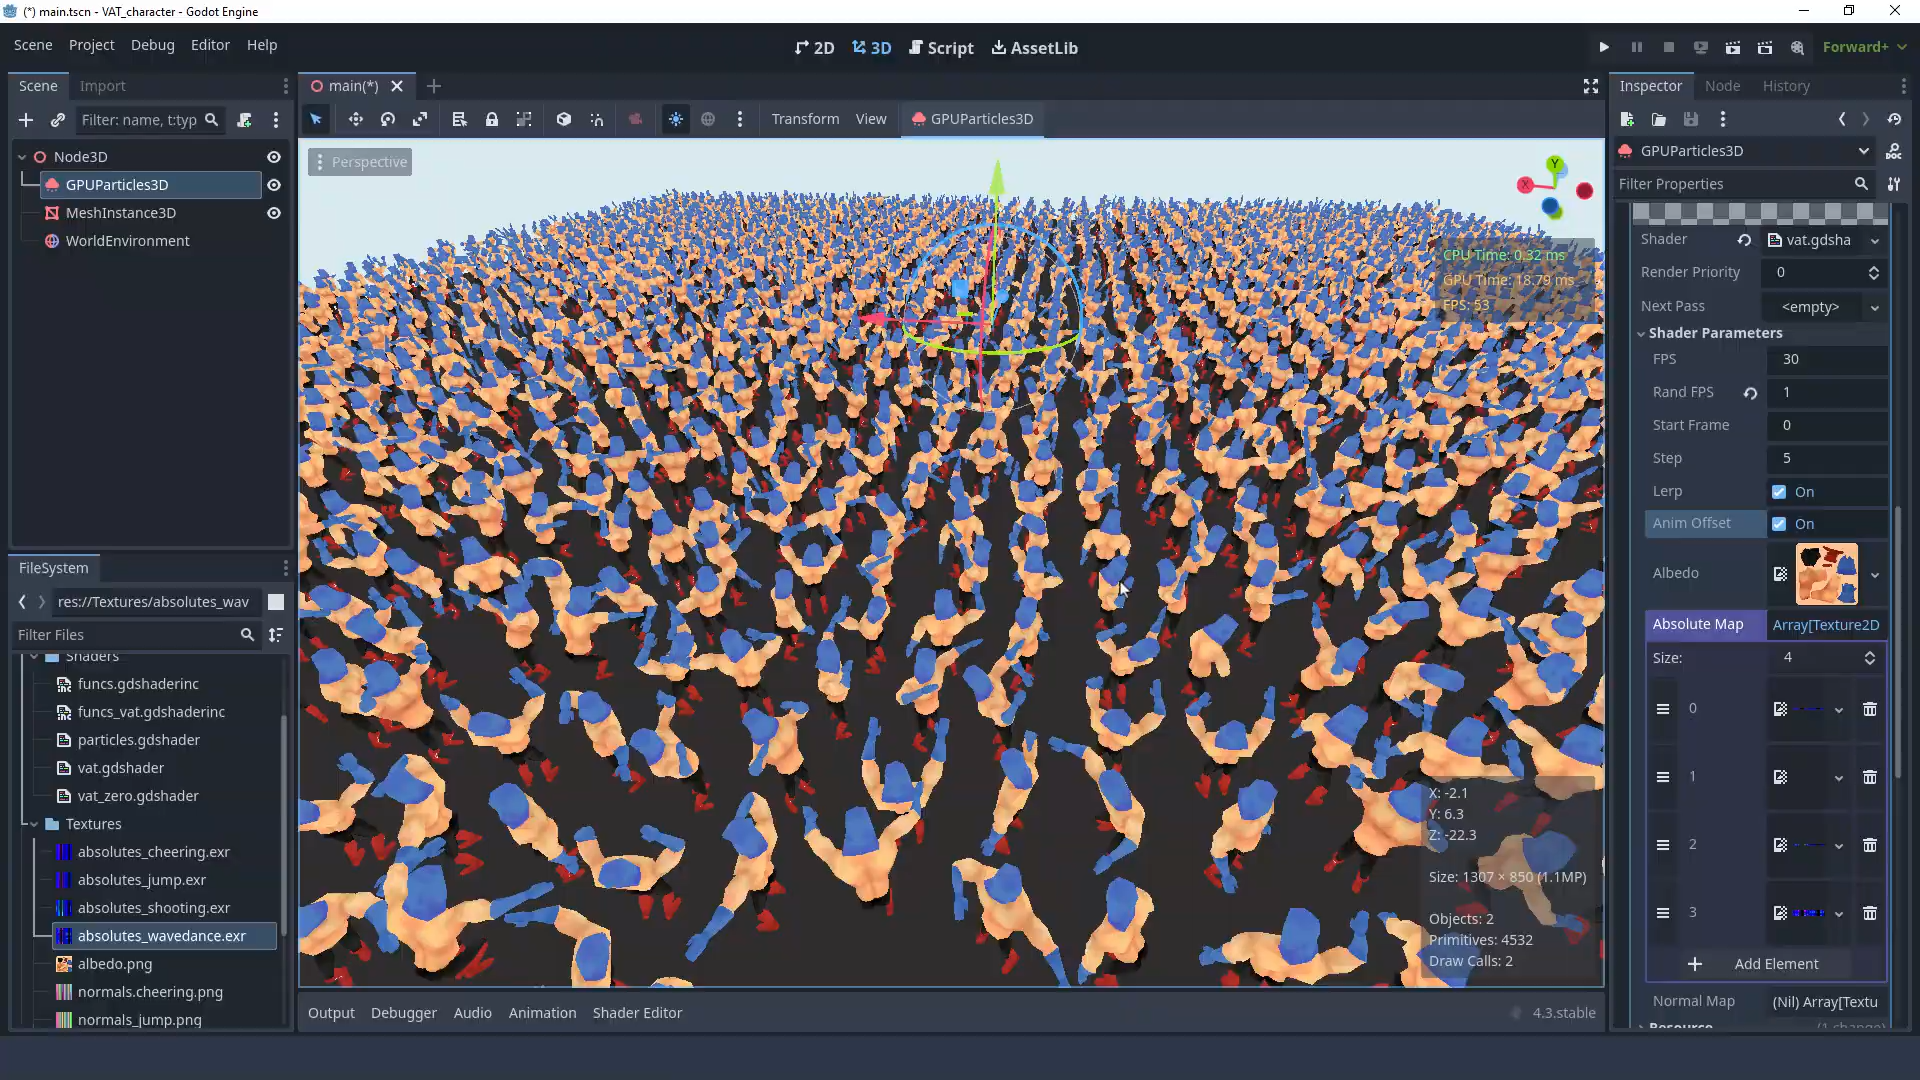 (*) main.tscn - VAT_character - Godot Engine
Scene Project Debug Editor Help
2D 3D Script AssetLib
Forward+
Scene Import
main(*)
Inspector Node History
Filter: name, t:typ
Transform View GPUParticles3D
Node3D
GPUParticles3D
MeshInstance3D
WorldEnvironment
Perspective
Y
X
CPU Time: 0.32 ms
GPU Time: 18.79 ms
FPS: 53
X: -2.1
Y: 6.3
Z: -22.3
Size: 1307 × 850 (1.1MP)
Objects: 2
Primitives: 4532
Draw Calls: 2
GPUParticles3D
DOC
Filter Properties
Shader vat.gdsha
Render Priority 0
Next Pass <empty>
Shader Parameters
FPS 30
Rand FPS 1
Start Frame 0
Step 5
Lerp On
Anim Offset On
Albedo
Absolute Map Array[Texture2D
Size: 4
0
1
2
3
Add Element
Normal Map (Nil) Array[Textu
Resource (1 change)
FileSystem
res://Textures/absolutes_wav
Filter Files
Shaders
funcs.gdshaderinc
funcs_vat.gdshaderinc
particles.gdshader
vat.gdshader
vat_zero.gdshader
Textures
absolutes_cheering.exr
absolutes_jump.exr
absolutes_shooting.exr
absolutes_wavedance.exr
albedo.png
normals.cheering.png
normals_jump.png
Output Debugger Audio Animation Shader Editor
4.3.stable